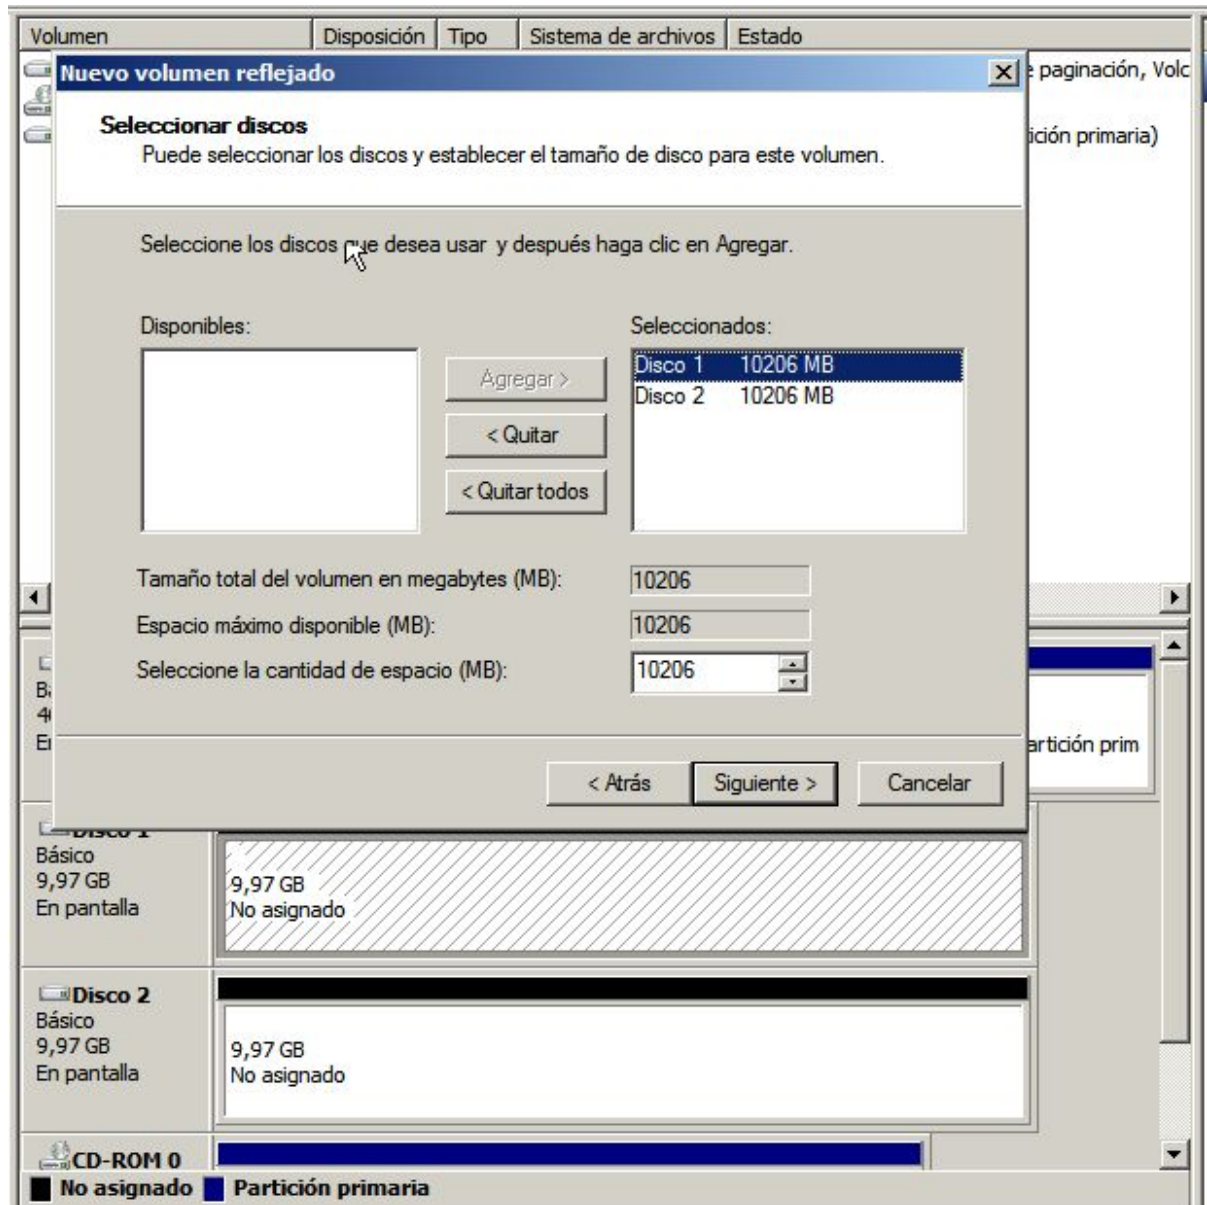 Volumen Disposición Tipo Sistema de archivos Estado
Nuevo volumen reflejado
paginación, Volc
Seleccionar discos
ición primaria)
Puede seleccionar los discos y establecer el tamaño de disco para este volumen.
Seleccione los discos que desea usar y después haga clic en Agregar.
Disponibles:
Seleccionados:
Agregar >
< Quitar
< Quitar todos
Disco 1 10206 MB
Disco 2 10206 MB
Tamaño total del volumen en megabytes (MB): 10206
Espacio máximo disponible (MB): 10206
Seleccione la cantidad de espacio (MB): 10206
artición prim
< Atrás Siguiente > Cancelar
Disco 1
Básico
9,97 GB
En pantalla
9,97 GB
No asignado
Disco 2
Básico
9,97 GB
En pantalla
9,97 GB
No asignado
CD-ROM 0
No asignado Partición primaria